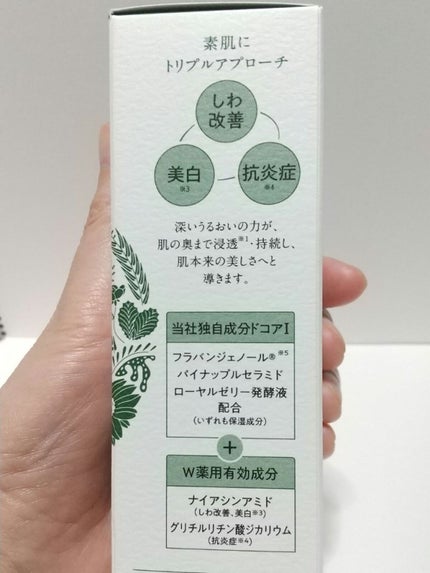 素肌に
トリプルアプローチ
しわ
改善
美白
※3
抗炎症
※4
深いうるおいの力が、
肌の奥まで浸透※1・持続し、
肌本来の美しさへと
導きます。
当社独自成分ドコアI
フラバンジェノール®※5
パイナップルセラミド
ローヤルゼリー発酵液
配合
(いずれも保湿成分)
+
W薬用有効成分
ナイアシンアミド
(しわ改善、美白※3)
グリチルリチン酸ジカリウム
(抗炎症※4)